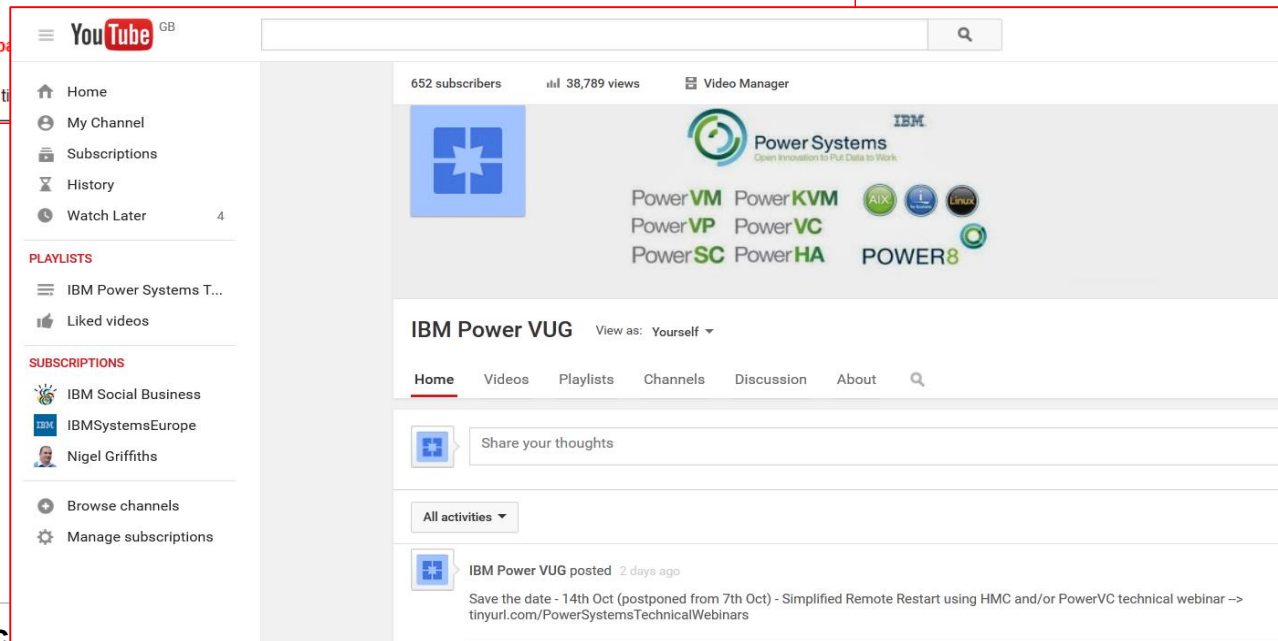 YouTube GB
652 subscribers 38,789 views Video Manager
Home
My Channel
Subscriptions
History
Watch Later 4
PLAYLISTS
IBM Power Systems T...
Liked videos
SUBSCRIPTIONS
IBM Social Business
IBM IBMSystemsEurope
Nigel Griffiths
Browse channels
Manage subscriptions
IBM
Power Systems
Open innovation to Put Data to Work
PowerVM PowerKVM AIX i for Business Linux
PowerVP PowerVC
PowerSC PowerHA POWER8
IBM Power VUG View as: Yourself
Home Videos Playlists Channels Discussion About
Share your thoughts
All activities
IBM Power VUG posted 2 days ago
Save the date - 14th Oct (postponed from 7th Oct) - Simplified Remote Restart using HMC and/or PowerVC technical webinar -->
tinyurl.com/PowerSystemsTechnicalWebinars